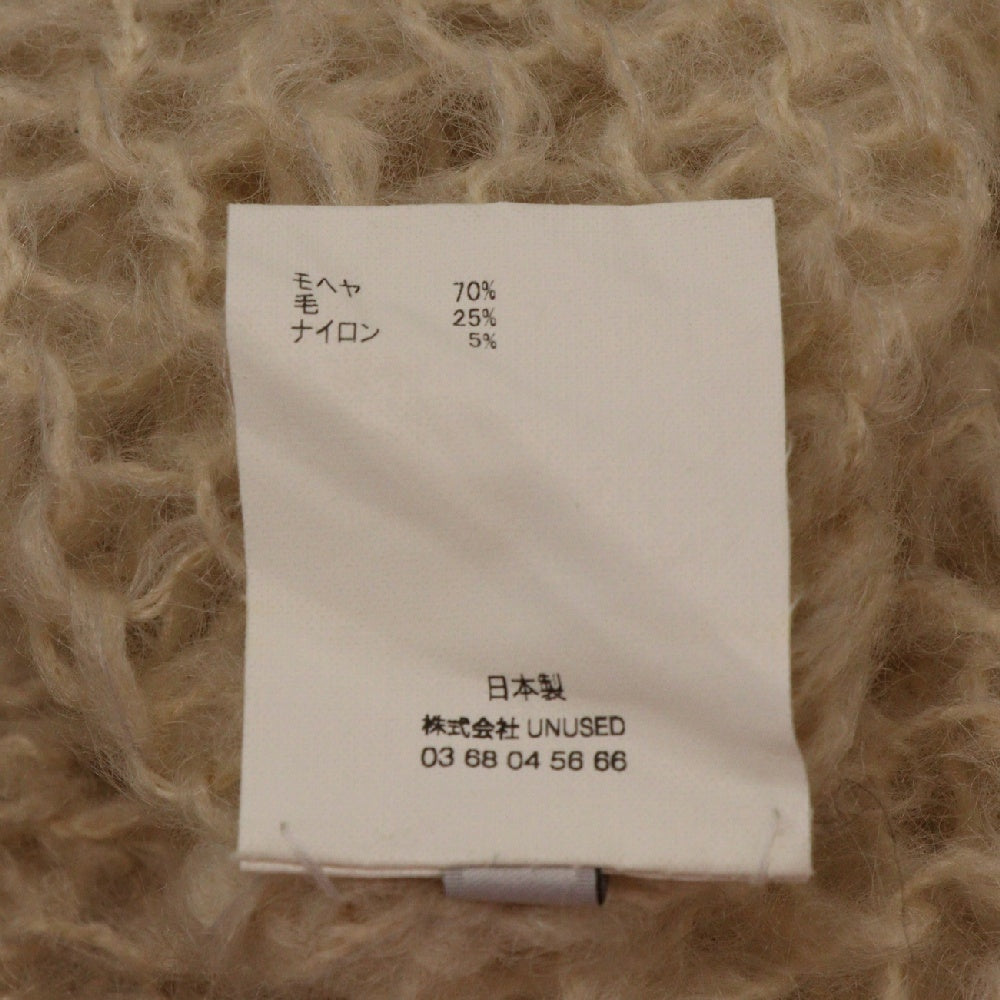 モヘヤ 70%
毛 25%
ナイロン 5%
日本製
株式会社 UNUSED
03 68 04 56 66